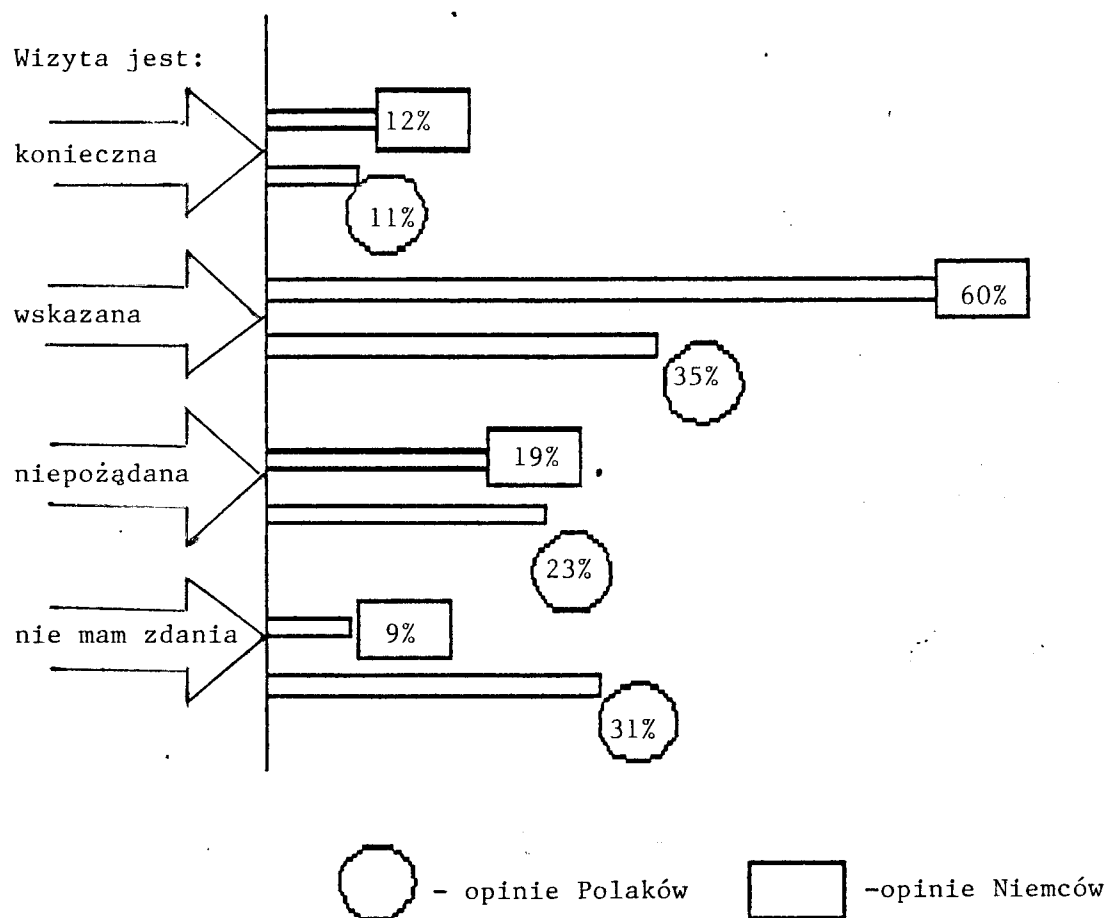 Wizyta jest:
12%
konieczna
11%
60%
wskazana
35%
19%
niepożądana
23%
9%
nie mam zdania
31%
- opinie Polaków
-opinie Niemców